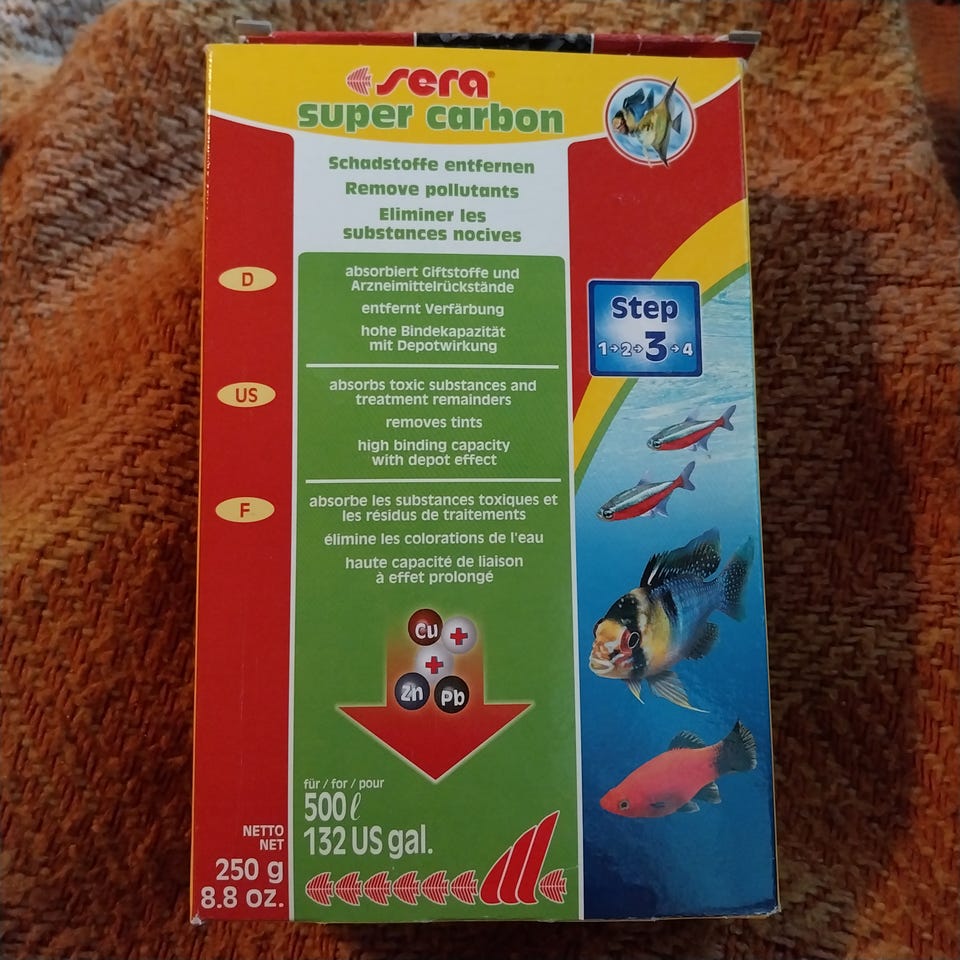 sera
super carbon
Schadstoffe entfernen
Remove pollutants
Eliminer les
substances nocives
D
absorbiert Giftstoffe und
Arzneimittelrückstände
entfernt Verfärbung
hohe Bindekapazität
mit Depotwirkung
US
absorbs toxic substances and
treatment remainders
removes tints
high binding capacity
with depot effect
F
absorbe les substances toxiques et
les résidus de traitements
élimine les colorations de l'eau
haute capacité de liaison
à effet prolongé
Step
1→2→3→4
Cu
Zn Pb
für / for / pour
500 ℓ
132 US gal.
NETTO
NET
250 g
8.8 oz.